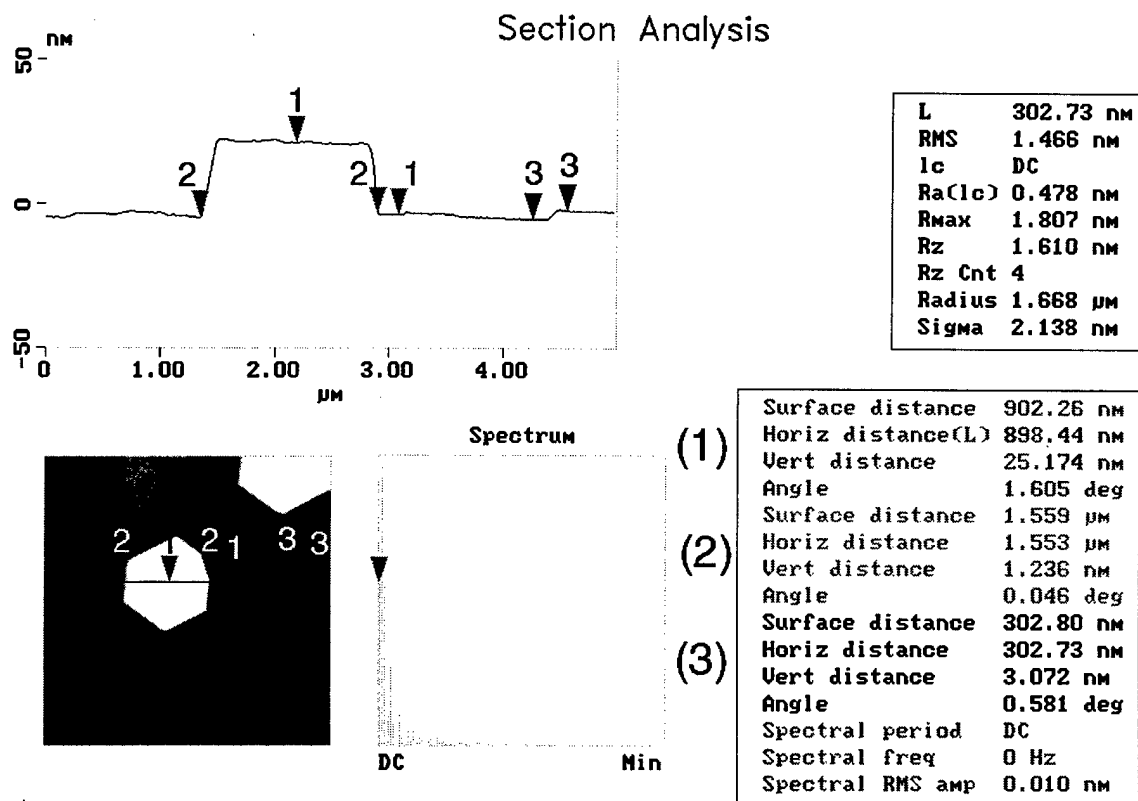 Section Analysis
nm
50
0
-50
1
2
2
1
3
3
0
1.00
2.00
3.00
4.00
µm
L 302.73 nm
RMS 1.466 nm
lc DC
Ra(lc) 0.478 nm
Rmax 1.807 nm
Rz 1.610 nm
Rz Cnt 4
Radius 1.668 µm
Sigma 2.138 nm
Spectrum
2
1
2
1
3
3
DC
Min
(1)
Surface distance 902.26 nm
Horiz distance(L) 898.44 nm
Vert distance 25.174 nm
Angle 1.605 deg
(2)
Surface distance 1.559 µm
Horiz distance 1.553 µm
Vert distance 1.236 nm
Angle 0.046 deg
(3)
Surface distance 302.80 nm
Horiz distance 302.73 nm
Vert distance 3.072 nm
Angle 0.581 deg
Spectral period DC
Spectral freq 0 Hz
Spectral RMS amp 0.010 nm